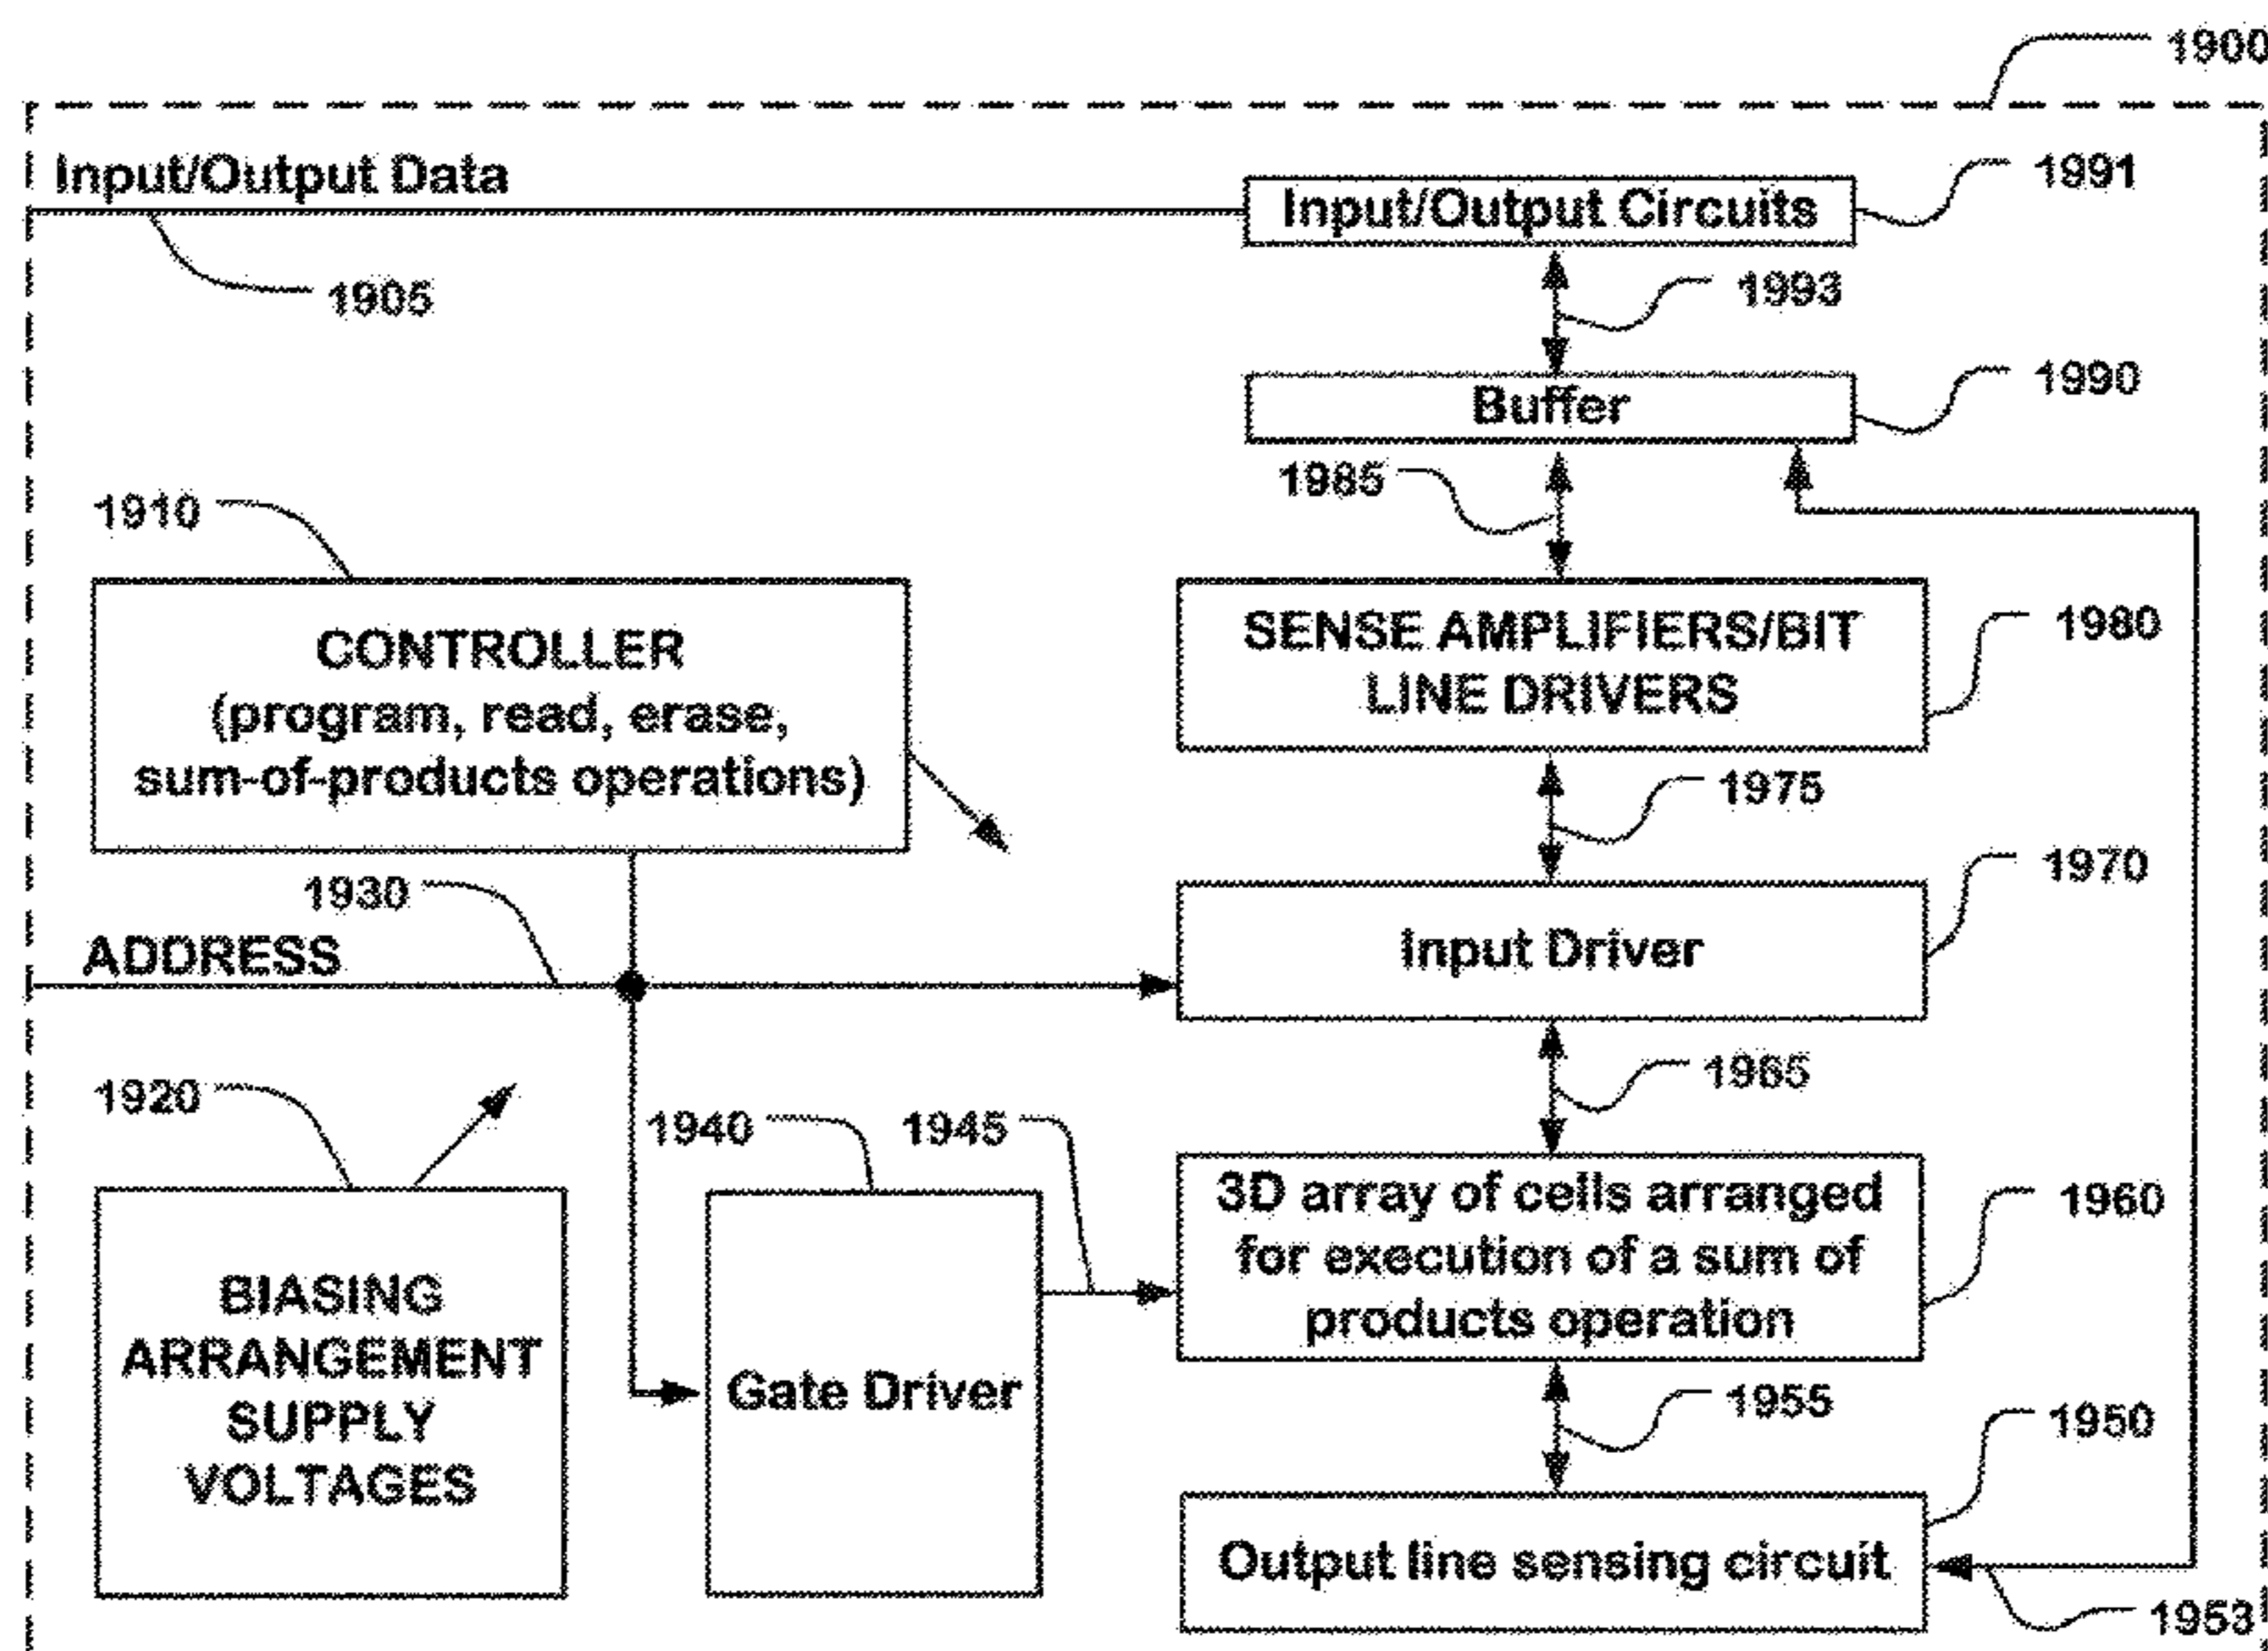 1900
Input/Output Data
1991
Input/Output Circuits
1905
1993
1990
Buffer
1985
1910
CONTROLLER
(program, read, erase,
sum-of-products operations)
SENSE AMPLIFIERS/BIT
LINE DRIVERS
1980
1975
1930
1970
ADDRESS
Input Driver
1965
1920
1940
1945
3D array of cells arranged
for execution of a sum of
products operation
1960
BIASING
ARRANGEMENT
SUPPLY
VOLTAGES
Gate Driver
1955
1950
Output line sensing circuit
1953